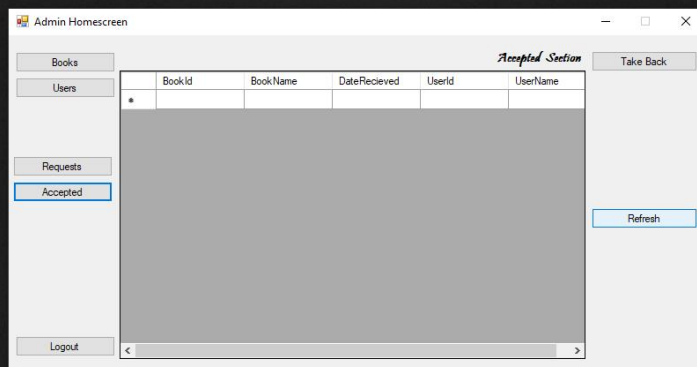 Admin Homescreen
Books
Users
Requests
Accepted
Logout
Accepted Section
BookId BookName DateRecieved UserId UserName
*
Take Back
Refresh